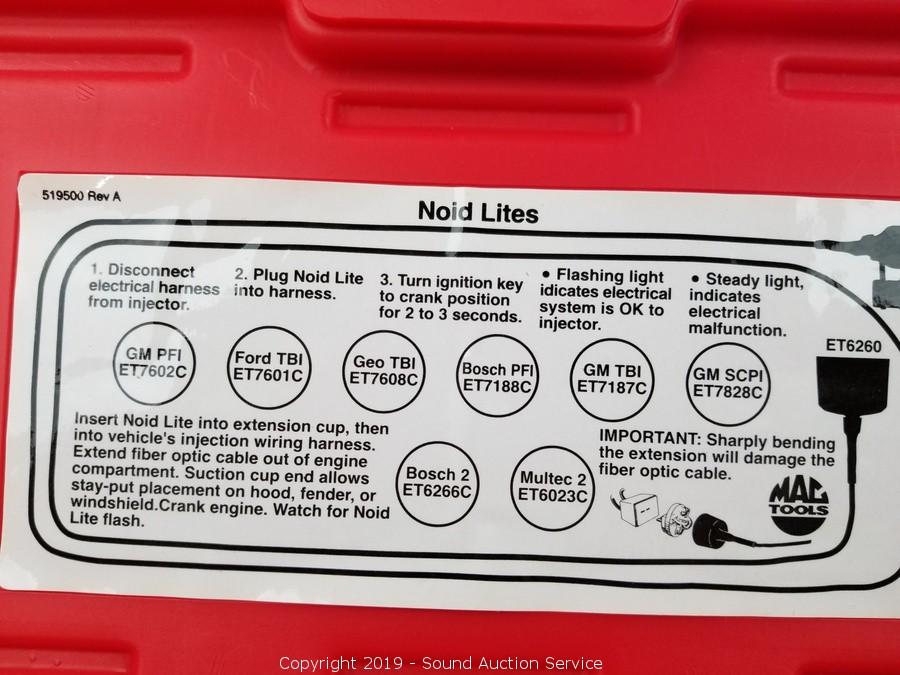 519500 Rev A
Noid Lites
1. Disconnect
electrical harness
from injector.
2. Plug Noid Lite
into harness.
3. Turn ignition key
to crank position
for 2 to 3 seconds.
• Flashing light
idicates electrical
system is OK to
injector.
• Steady light,
indicates
electrical
malfunction.
GM PFI
ET7602C
Ford TBI
ET7601C
Geo TBI
ET7608C
Bosch PFI
ET7188C
GM TBI
ET7187C
GM SCPI
ET7828C
ET6260
Insert Noid Lite into extension cup, then
into vehicle's injection wiring harness.
Extend fiber optic cable out of engine
compartment. Suction cup end allows
stay-put placement on hood, fender, or
windshield.Crank engine. Watch for Noid
Lite flash.
Bosch 2
ET6266C
Multec 2
ET6023C
IMPORTANT: Sharply bending
the extension will damage the
fiber optic cable.
MAC
TOOLS
Copyright 2019 - Sound Auction Service